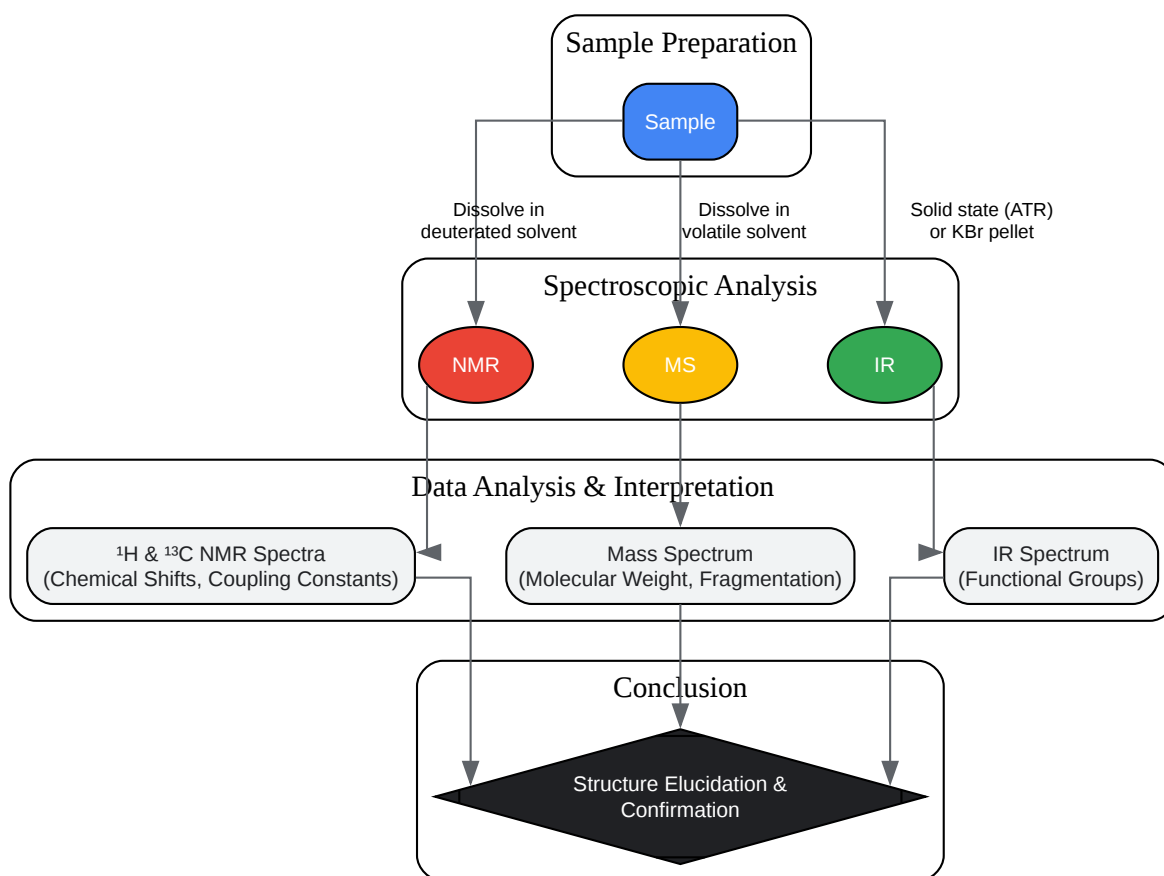 Sample Preparation
Sample
Dissolve in
deuterated solvent
Dissolve in
volatile solvent
Solid state (ATR)
or KBr pellet
Spectroscopic Analysis
NMR
MS
IR
Data Analysis & Interpretation
¹H & ¹³C NMR Spectra
(Chemical Shifts, Coupling Constants)
Mass Spectrum
(Molecular Weight, Fragmentation)
IR Spectrum
(Functional Groups)
Conclusion
Structure Elucidation &
Confirmation